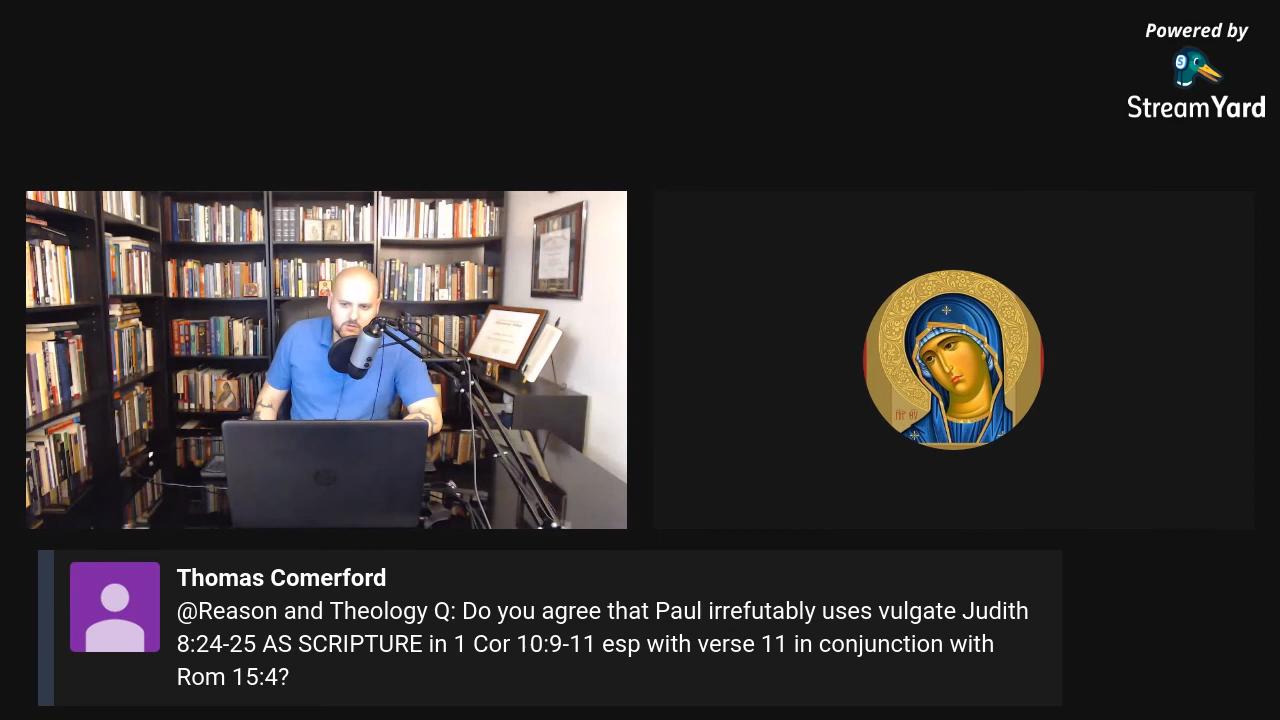 Powered by
StreamYard
Thomas Comerford
@Reason and Theology Q: Do you agree that Paul irrefutably uses vulgate Judith
8:24-25 AS SCRIPTURE in 1 Cor 10:9-11 esp with verse 11 in conjunction with
Rom 15:4?